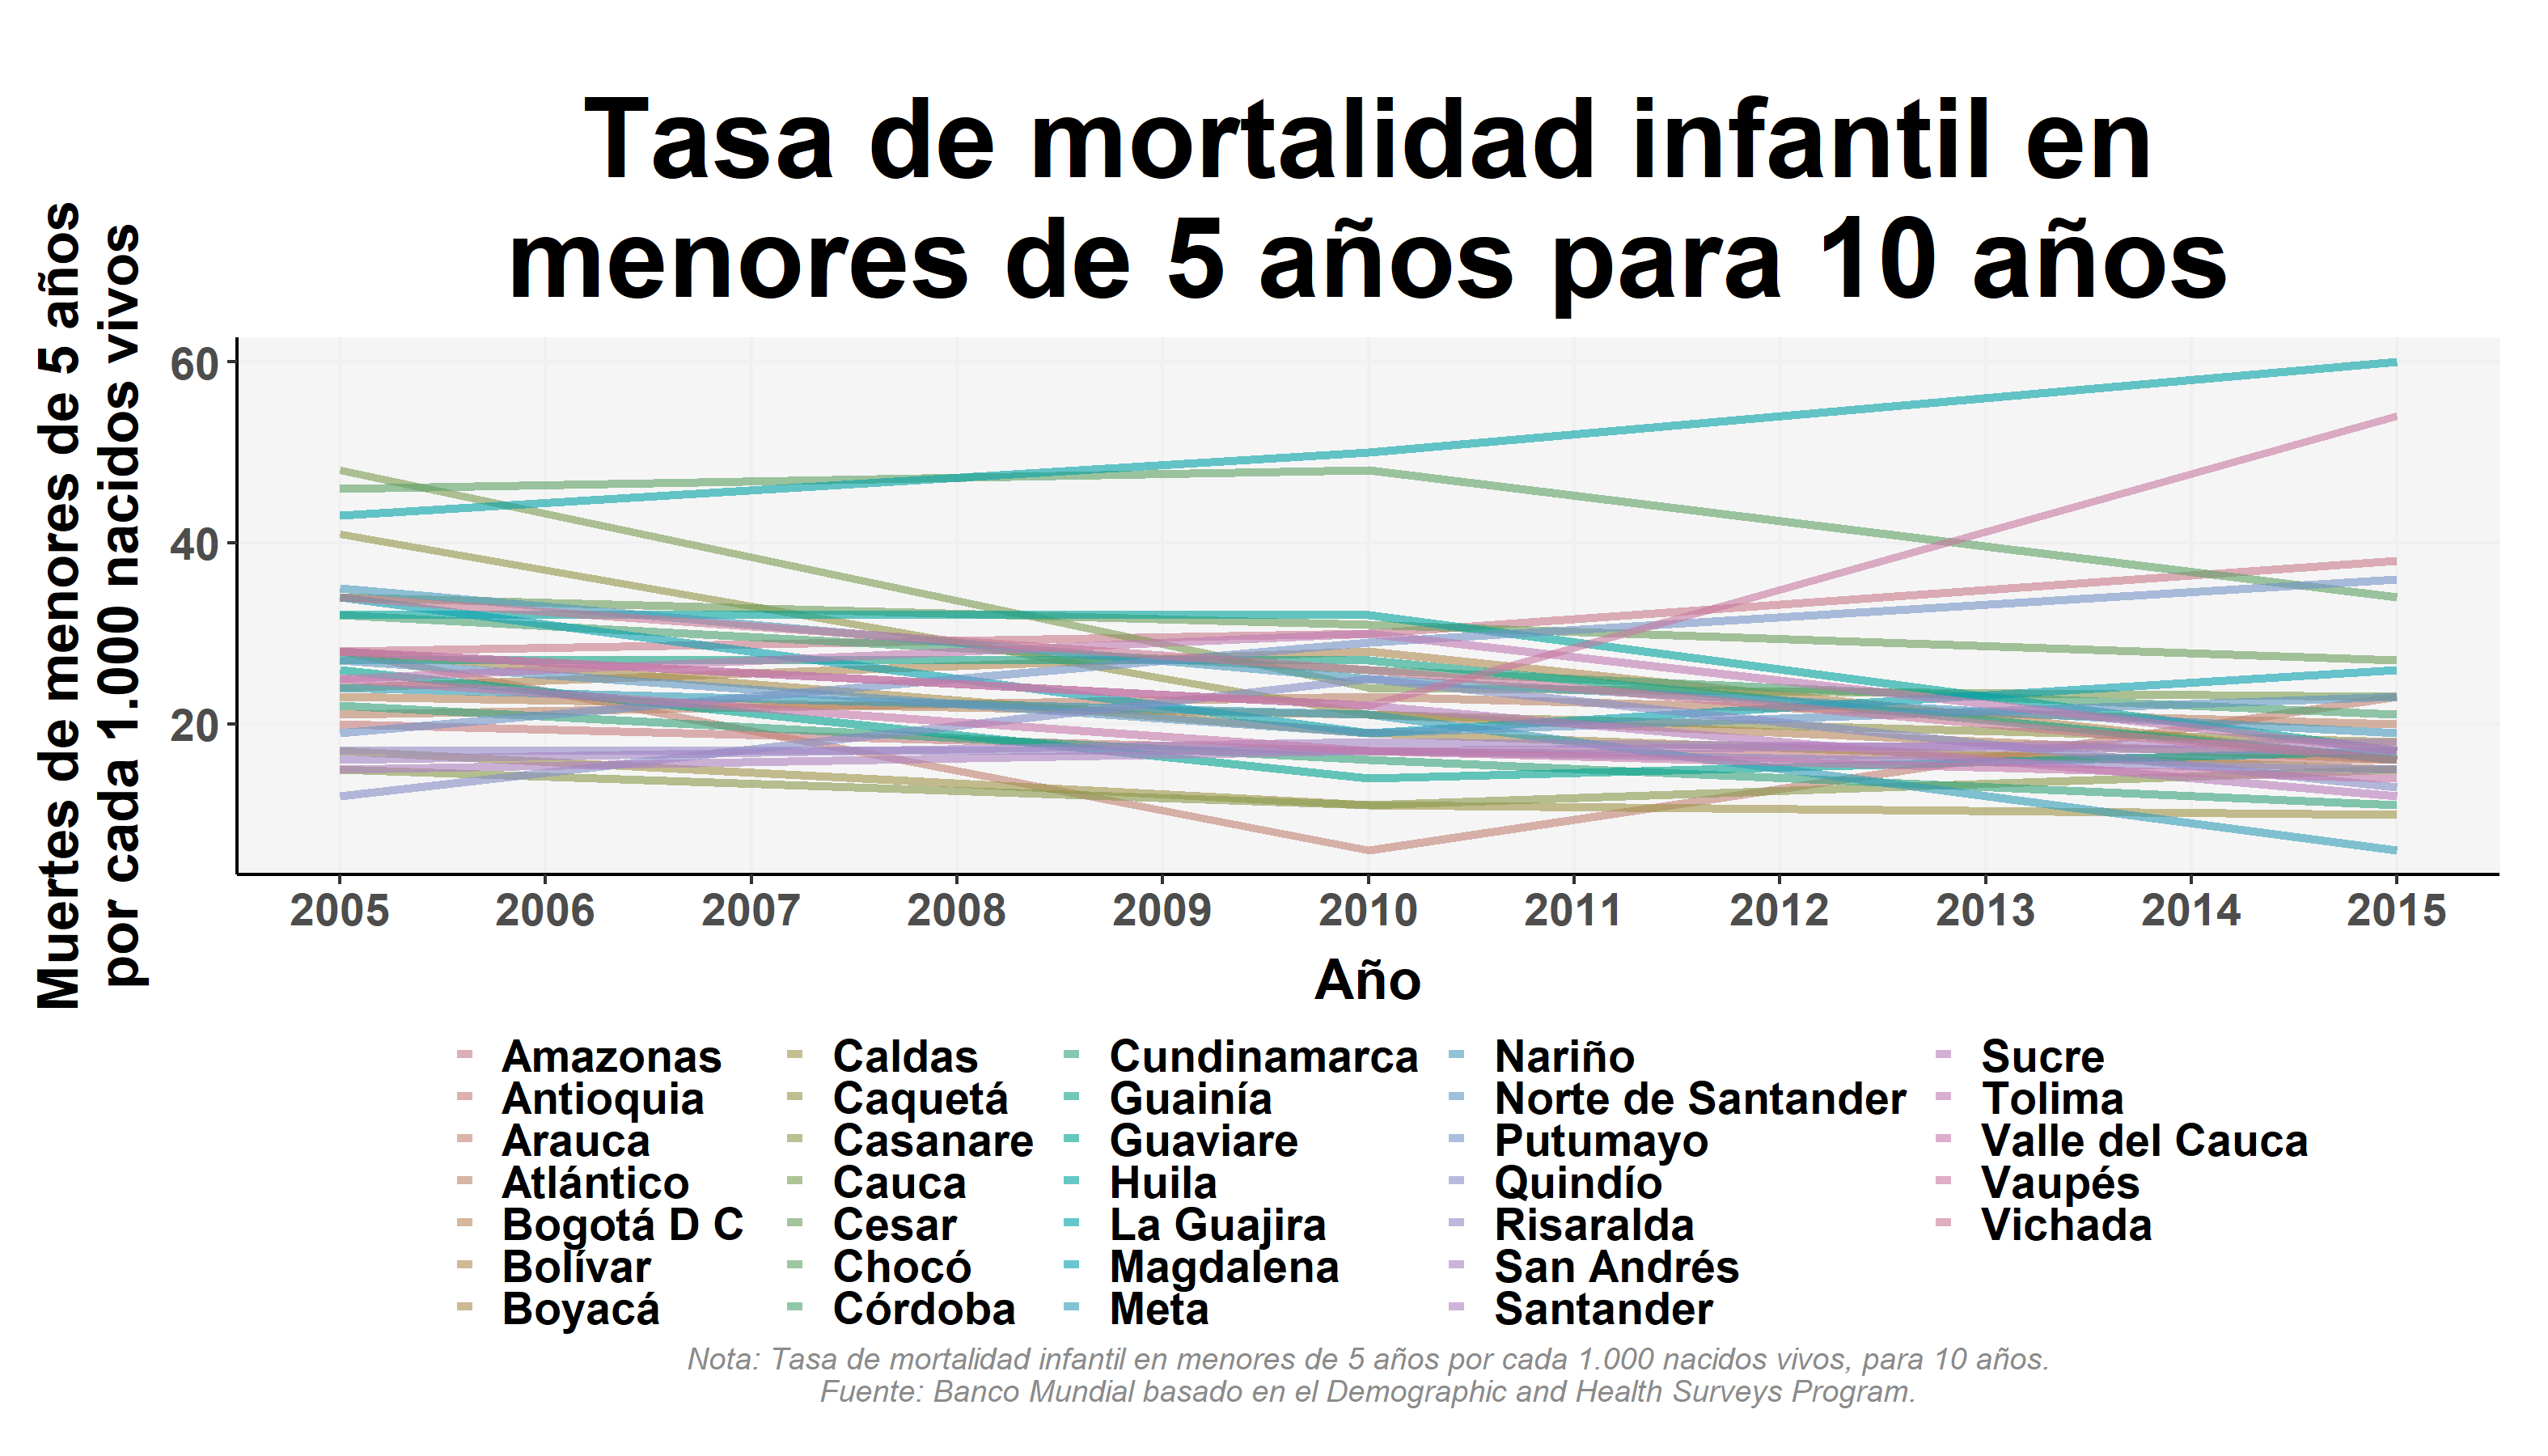 Tasa de mortalidad infantil en
menores de 5 años para 10 años
Muertes de menores de 5 años
por cada 1.000 nacidos vivos
60
40
20
2005 2006 2007 2008 2009 2010 2011 2012 2013 2014 2015
Año
Amazonas Caldas Cundinamarca Nariño Sucre
Antioquia Caquetá Guainía Norte de Santander Tolima
Arauca Casanare Guaviare Putumayo Valle del Cauca
Atlántico Cauca Huila Quindío Vaupés
Bogotá D C Cesar La Guajira Risaralda Vichada
Bolívar Chocó Magdalena San Andrés
Boyacá Córdoba Meta Santander
Nota: Tasa de mortalidad infantil en menores de 5 años por cada 1.000 nacidos vivos, para 10 años.
Fuente: Banco Mundial basado en el Demographic and Health Surveys Program.